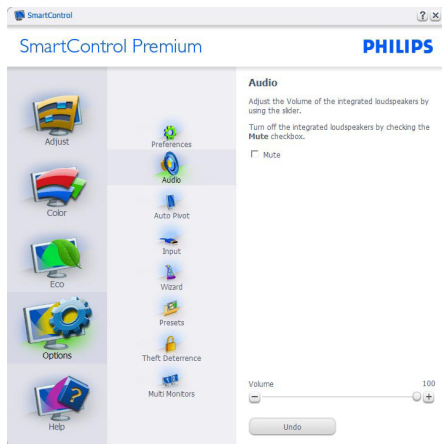 SmartControl
? x
SmartControl Premium
PHILIPS
Adjust
Color
Eco
Options
Help
Preferences
Audio
Auto Pivot
Input
Wizard
Presets
Theft Deterrence
Multi Monitors
Audio
Adjust the Volume of the integrated loudspeakers by
using the slider.
Turn off the integrated loudspeakers by checking the
Mute checkbox.
Mute
Volume 100
Undo